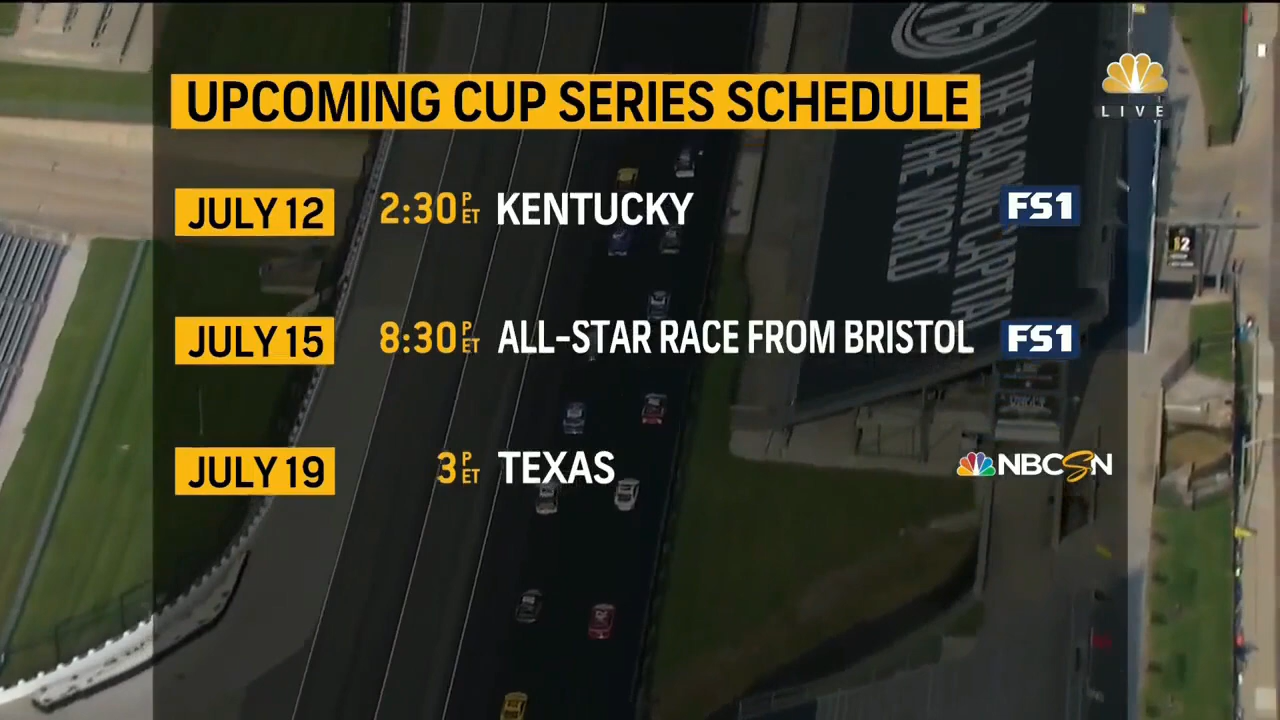 UPCOMING CUP SERIES SCHEDULE
LIVE
JULY 12 2:30 P ET KENTUCKY FS1
JULY 15 8:30 P ET ALL-STAR RACE FROM BRISTOL FS1
JULY 19 3 P ET TEXAS NBCSN
THE RACING CAPITAL
OF THE WORLD